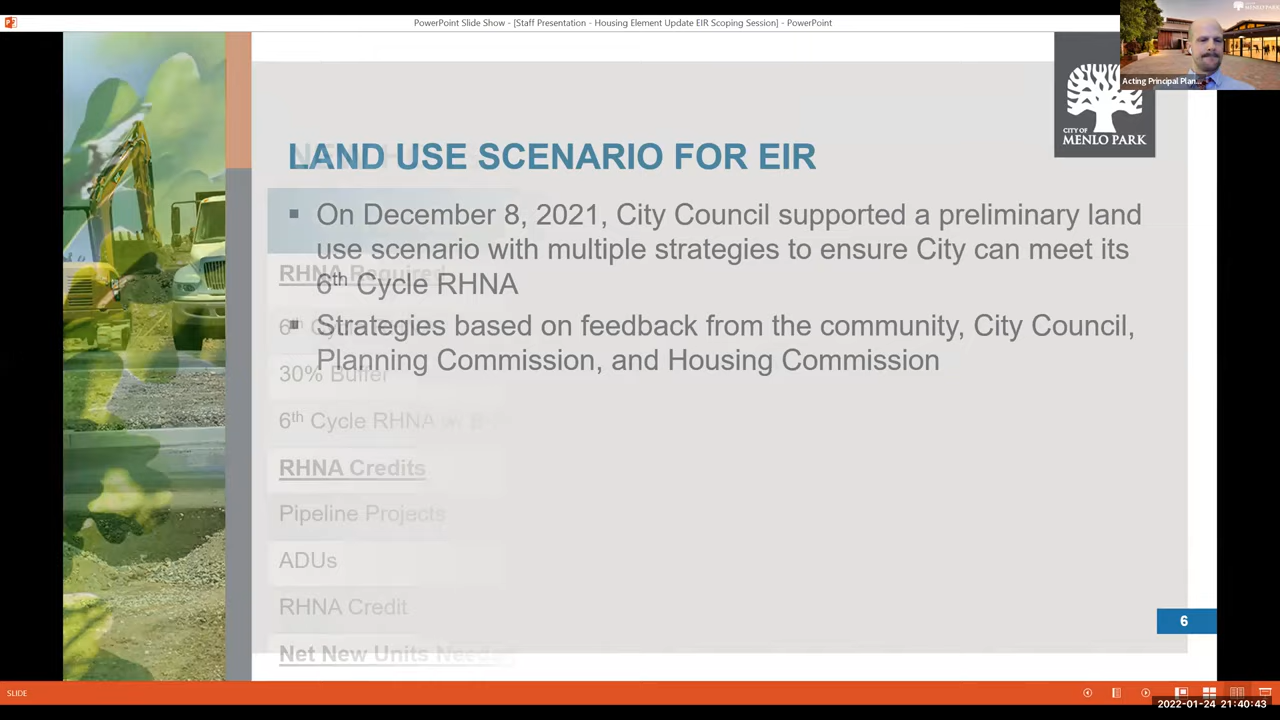 PowerPoint Slide Show - [Staff Presentation - Housing Element Update EIR Scoping Session] - PowerPoint
MENLO PARK
Acting Principal Plan...
CITY OF
MENLO PARK
LAND USE SCENARIO FOR EIR
▪ On December 8, 2021, City Council supported a preliminary land
use scenario with multiple strategies to ensure City can meet its
6th Cycle RHNA
▪ Strategies based on feedback from the community, City Council,
Planning Commission, and Housing Commission
RHNA Required
6th
30% Buffer
6th Cycle RHNA w.
RHNA Credits
Pipeline Projects
ADUs
RHNA Credit
Net New Units Needed
6
SLIDE
2022-01-24 21:40:43